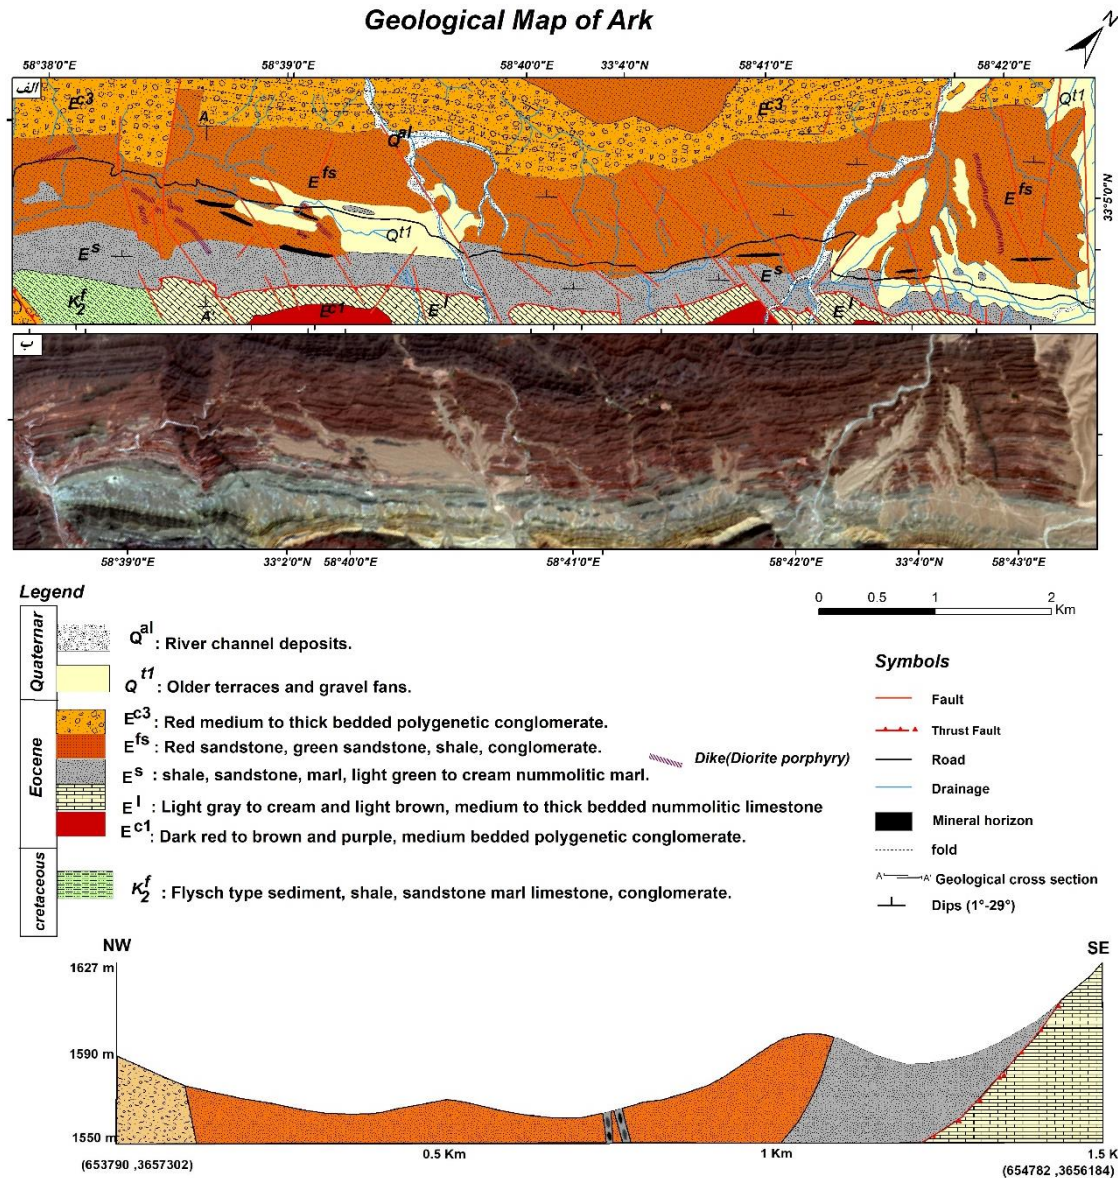 Geological Map of Ark
N
58°38'0"E 58°39'0"E 58°40'0"E 33°4'0"N 58°41'0"E 58°42'0"E
الف
E^c3
A
Q^al
E^c3
Q^t1
E^fs
E^fs
33°5'0"N
Q^t1
E^s
E^s
K_2^f
A'
E^c1
E^l
E^l
ب
58°39'0"E 33°2'0"N 58°40'0"E 58°41'0"E 58°42'0"E 33°4'0"N 58°43'0"E
Legend
0 0.5 1 2
Km
Quaternar
Q^al : River channel deposits.
Q^t1 : Older terraces and gravel fans.
Eocene
E^c3 : Red medium to thick bedded polygenetic conglomerate.
E^fs : Red sandstone, green sandstone, shale, conglomerate.
E^s : shale, sandstone, marl, light green to cream nummolitic marl.
E^l : Light gray to cream and light brown, medium to thick bedded nummolitic limestone
E^c1 : Dark red to brown and purple, medium bedded polygenetic conglomerate.
cretaceous
K_2^f : Flysch type sediment, shale, sandstone marl limestone, conglomerate.
Dike(Diorite porphyry)
Symbols
Fault
Thrust Fault
Road
Drainage
Mineral horizon
fold
A' A' Geological cross section
Dips (1°-29°)
NW
SE
1627 m
1590 m
1550 m
0.5 Km 1 Km 1.5 K
(653790 ,3657302) (654782 ,3656184)